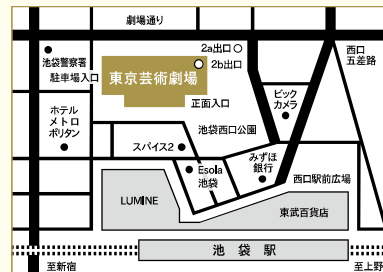 劇場通り
2a出口
西口
五差路
池袋警察署
駐車場入口
東京芸術劇場
2b出口
正面入口
ビック
カメラ
ホテル
メトロ
ポリタン
池袋西口公園
スパイス2
Esola
池袋
みずほ
銀行
西口駅前広場
LUMINE
東武百貨店
池袋駅
至新宿
至上野